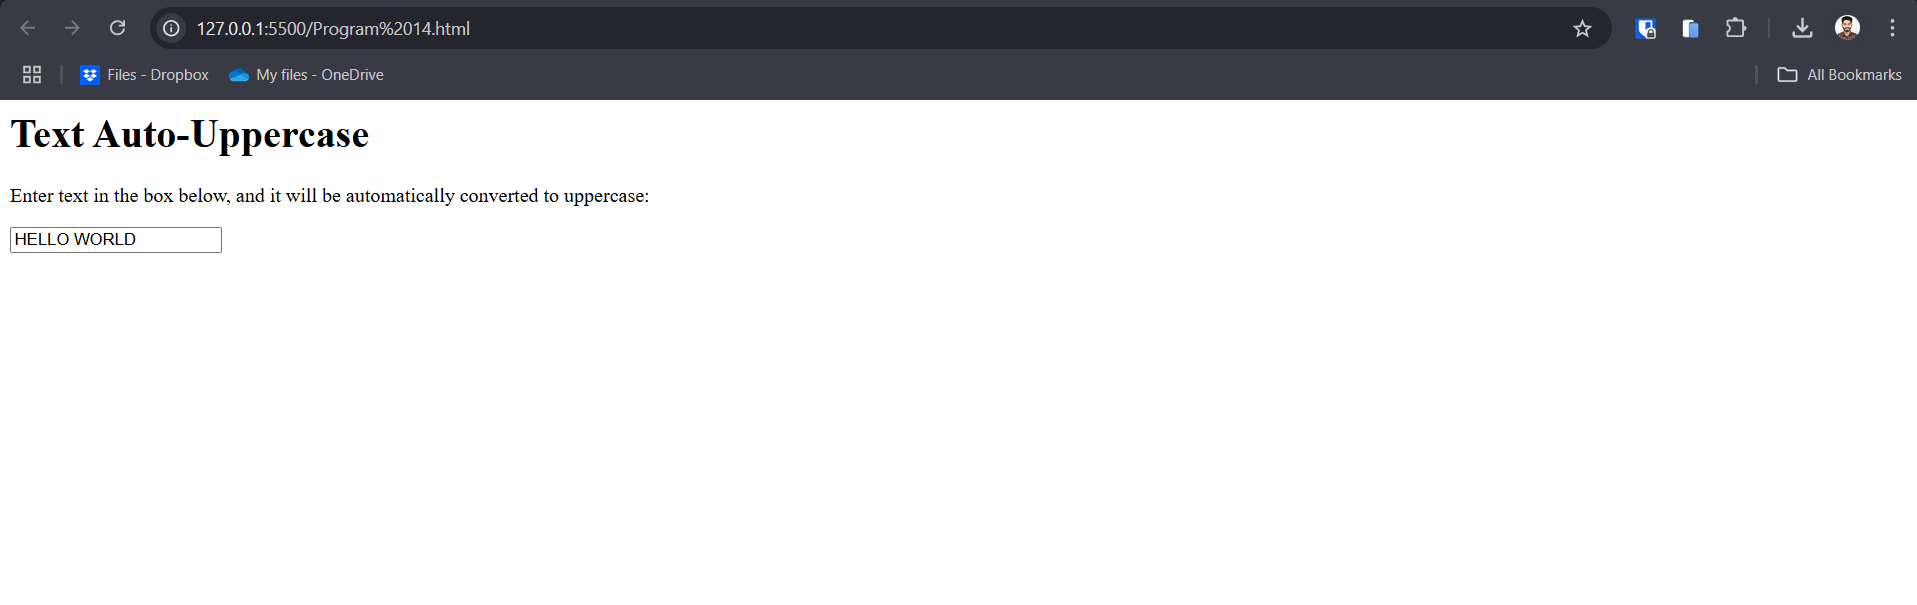 127.0.0.1:5500/Program%2014.html
Files - Dropbox My files - OneDrive All Bookmarks
Text Auto-Uppercase
Enter text in the box below, and it will be automatically converted to uppercase:
HELLO WORLD